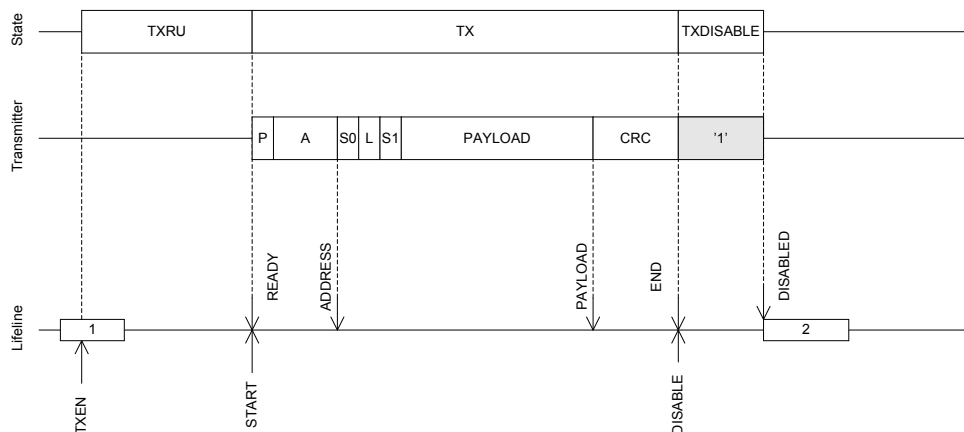 State
TXRU
TX
TXDISABLE
Transmitter
P
A
S0
L
S1
PAYLOAD
CRC
'1'
READY
ADDRESS
PAYLOAD
END
DISABLED
Lifeline
1
2
TXEN
START
DISABLE